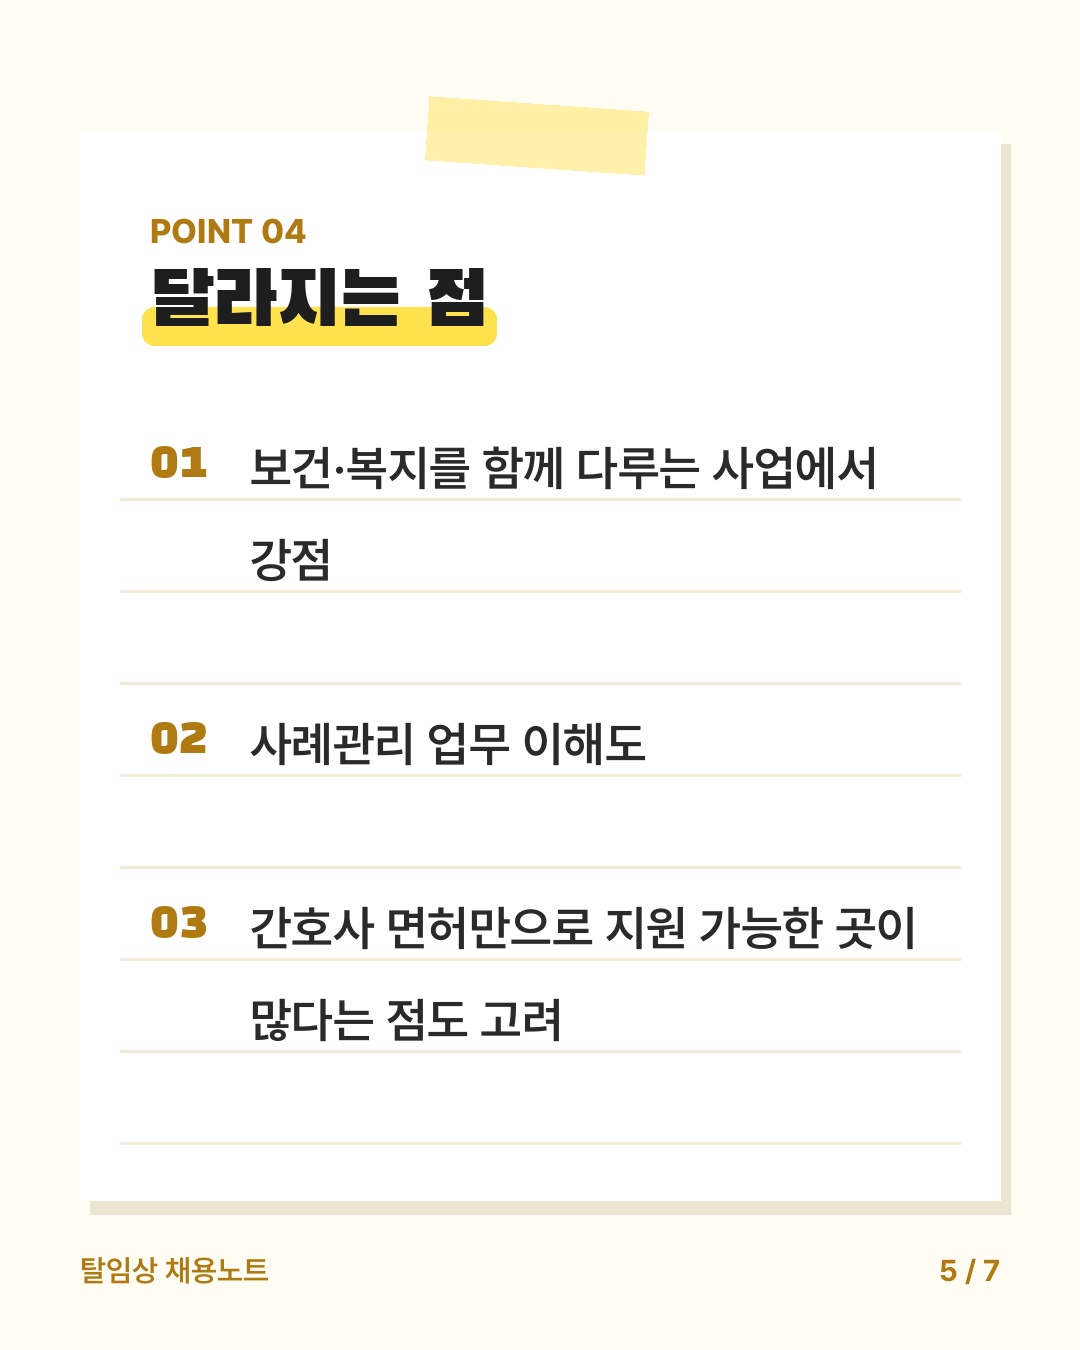 POINT 04
달라지는 점
01 보건·복지를 함께 다루는 사업에서
강점
02 사례관리 업무 이해도
03 간호사 면허만으로 지원 가능한 곳이
많다는 점도 고려
탈임상 채용노트 5 / 7